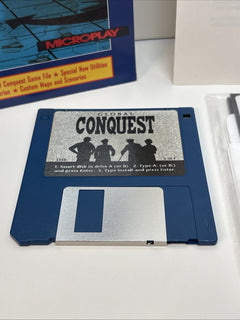 MICROPLAY
Conquest Game File • Special New Utilities
• Custom Maps and Scenarios
GLOBAL
CONQUEST
1. Insert disk in drive A (or B). 2. Type A: (or B:)
and press Enter. 3. Type install and press Enter.